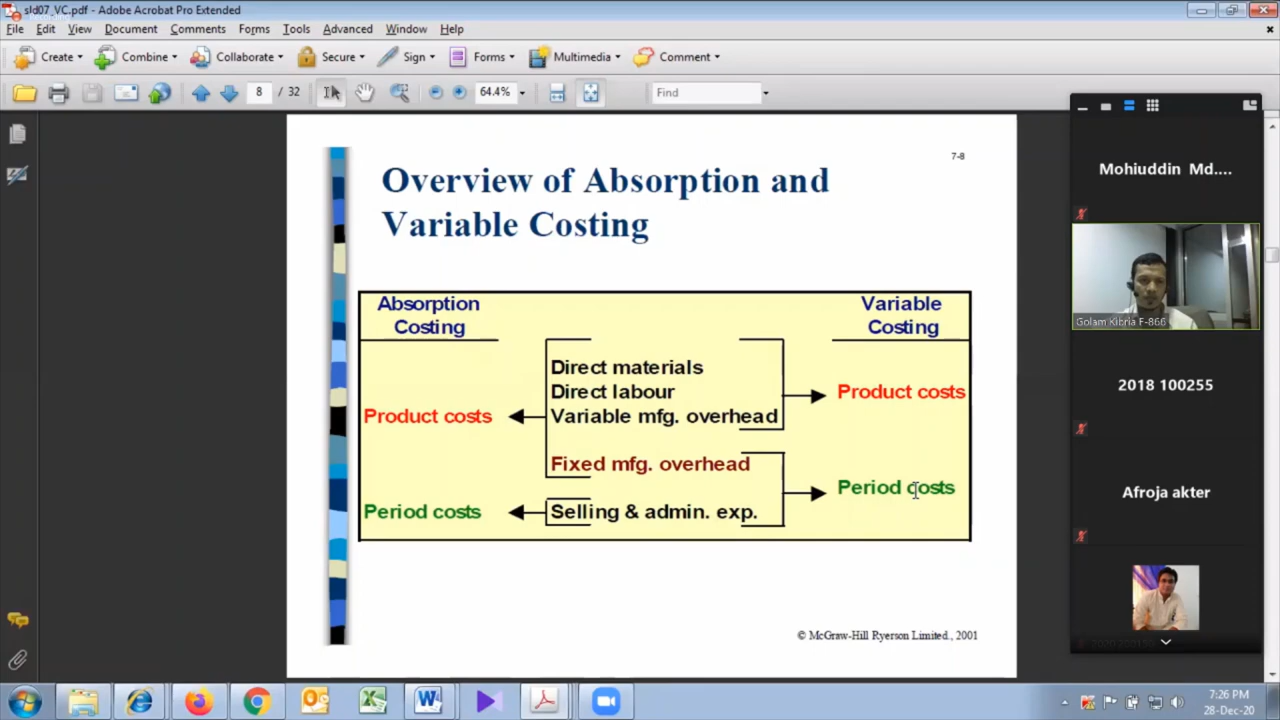 sld07_VC.pdf - Adobe Acrobat Pro Extended
File Edit View Document Comments Forms Tools Advanced Window Help
Create Combine Collaborate Secure Sign Forms Multimedia Comment
8 / 32 64.4% Find
7-8
Overview of Absorption and
Variable Costing
Absorption
Costing
Variable
Costing
Direct materials
Direct labour
Variable mfg. overhead
Product costs
Product costs
Fixed mfg. overhead
Period costs
Selling & admin. exp.
Period costs
© McGraw-Hill Ryerson Limited., 2001
Mohiuddin Md....
Golam Kibria F-866
2018 100255
Afroja akter
7:26 PM
28-Dec-20